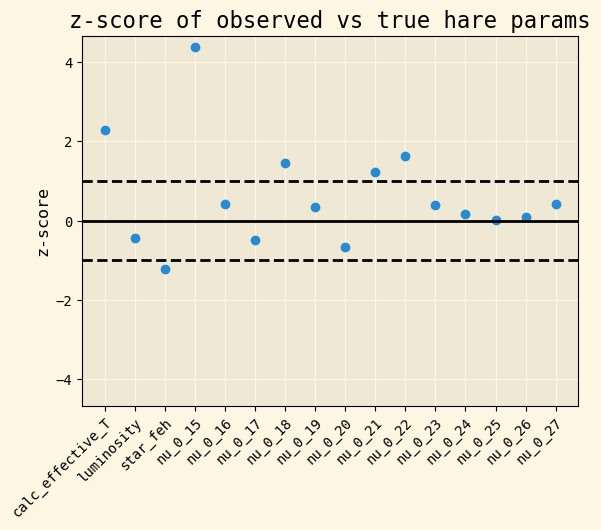 z-score of observed vs true hare params
z-score
4
2
0
−2
−4
calc_effective_T
luminosity
star_feh
nu_0_15
nu_0_16
nu_0_17
nu_0_18
nu_0_19
nu_0_20
nu_0_21
nu_0_22
nu_0_23
nu_0_24
nu_0_25
nu_0_26
nu_0_27